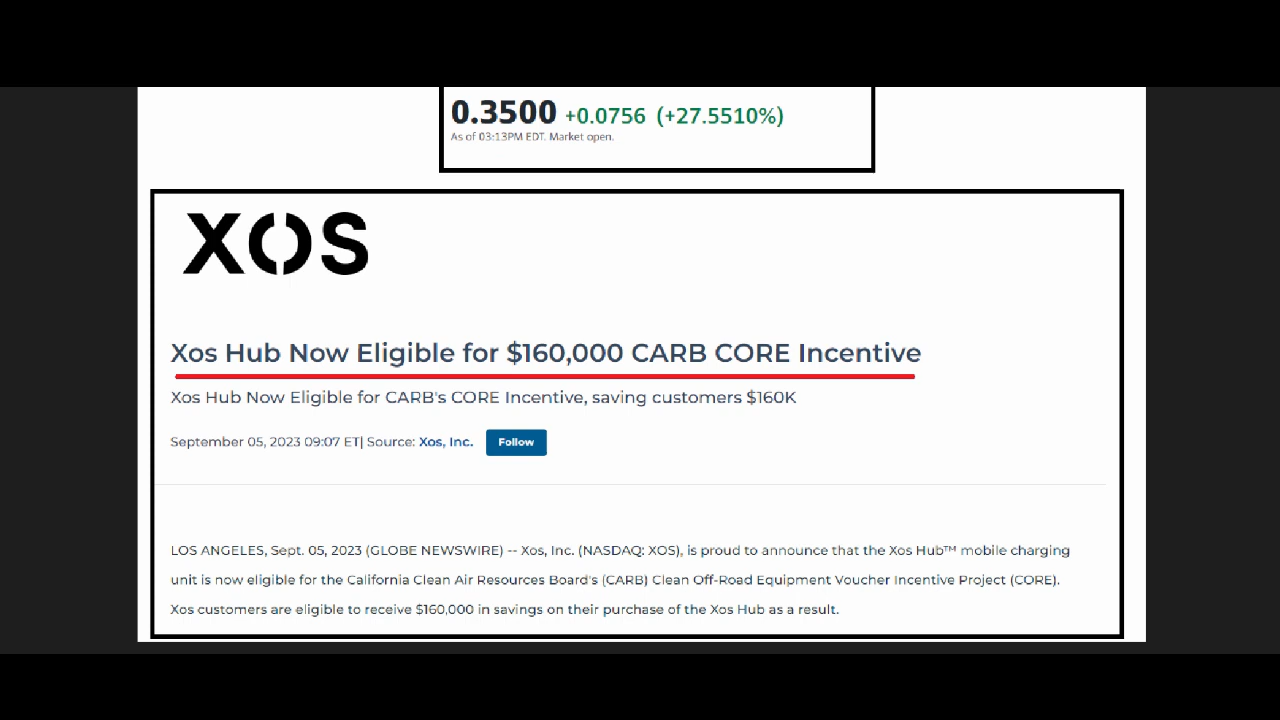 0.3500 +0.0756 (+27.5510%)
As of 03:13PM EDT. Market open.
XOS
Xos Hub Now Eligible for $160,000 CARB CORE Incentive
Xos Hub Now Eligible for CARB's CORE Incentive, saving customers $160K
September 05, 2023 09:07 ET| Source: Xos, Inc. Follow
LOS ANGELES, Sept. 05, 2023 (GLOBE NEWSWIRE) -- Xos, Inc. (NASDAQ: XOS), is proud to announce that the Xos Hub™ mobile charging
unit is now eligible for the California Clean Air Resources Board's (CARB) Clean Off-Road Equipment Voucher Incentive Project (CORE).
Xos customers are eligible to receive $160,000 in savings on their purchase of the Xos Hub as a result.